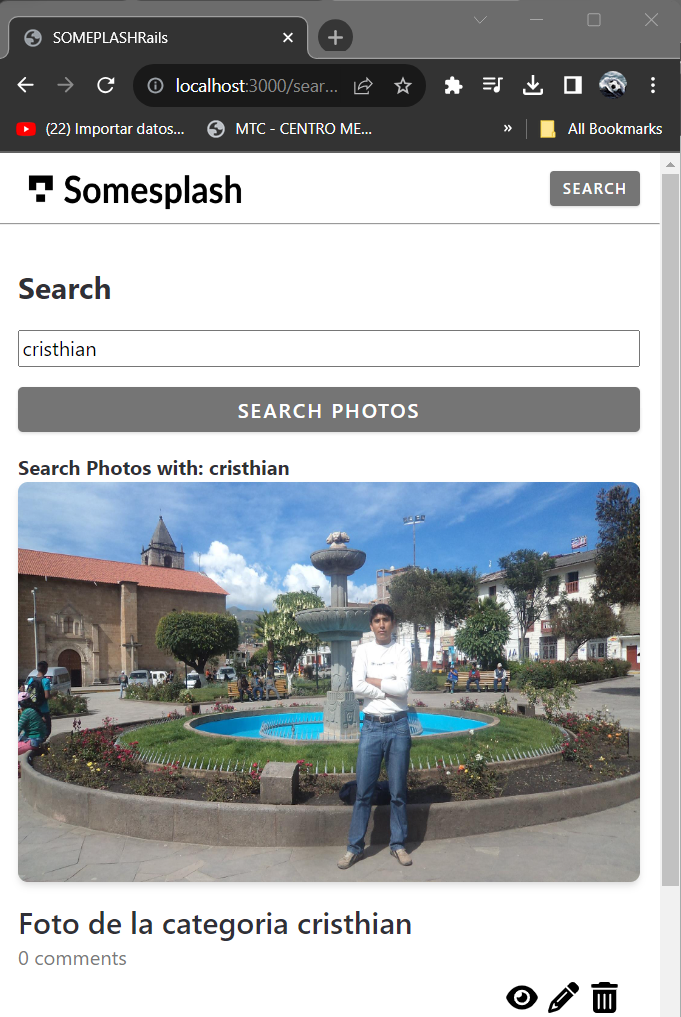 SOMEPLASHRails
localhost:3000/sear...
(22) Importar datos...
MTC - CENTRO ME...
»
All Bookmarks
Somesplash
SEARCH
Search
cristhian
SEARCH PHOTOS
Search Photos with: cristhian
Foto de la categoria cristhian
0 comments